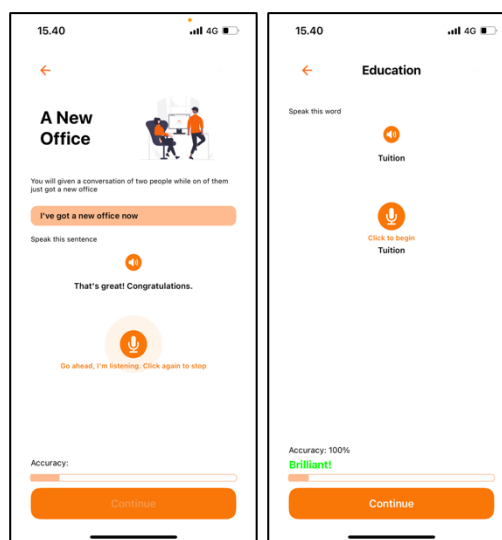 15.40
4G
A New
Office
You will given a conversation of two people while on of them
just got a new office
I've got a new office now
Speak this sentence
That's great! Congratulations.
Go ahead, I'm listening. Click again to stop
Accuracy:
Continue
15.40
4G
Education
Speak this word
Tuition
Click to begin
Tuition
Accuracy: 100%
Brilliant!
Continue